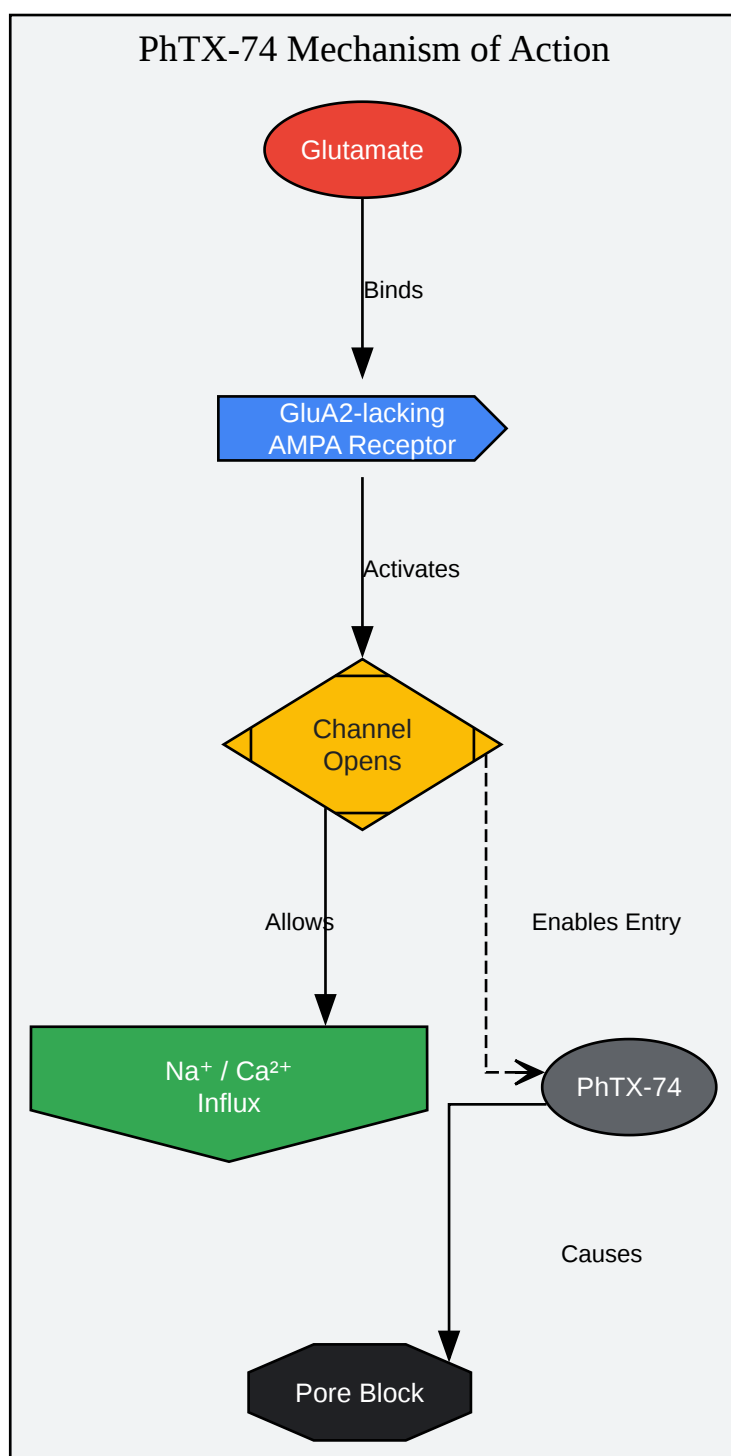 PhTX-74 Mechanism of Action
Glutamate
Binds
GluA2-lacking
AMPA Receptor
Activates
Channel
Opens
Allows
Enables Entry
Na⁺ / Ca²⁺
Influx
PhTX-74
Causes
Pore Block